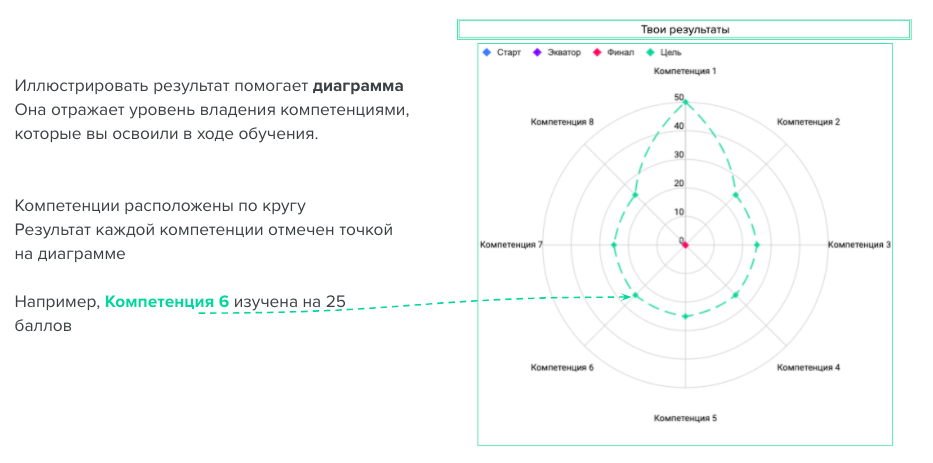 Твои результаты
Старт Экватор Финал Цель
Иллюстрировать результат помогает диаграмма
Она отражает уровень владения компетенциями,
которые вы освоили в ходе обучения.
Компетенции расположены по кругу
Результат каждой компетенции отмечен точкой
на диаграмме
Например, Компетенция 6 изучена на 25
баллов
Компетенция 1
50
Компетенция 8
Компетенция 2
40
30
20
10
Компетенция 7
0
Компетенция 3
Компетенция 6
Компетенция 4
Компетенция 5